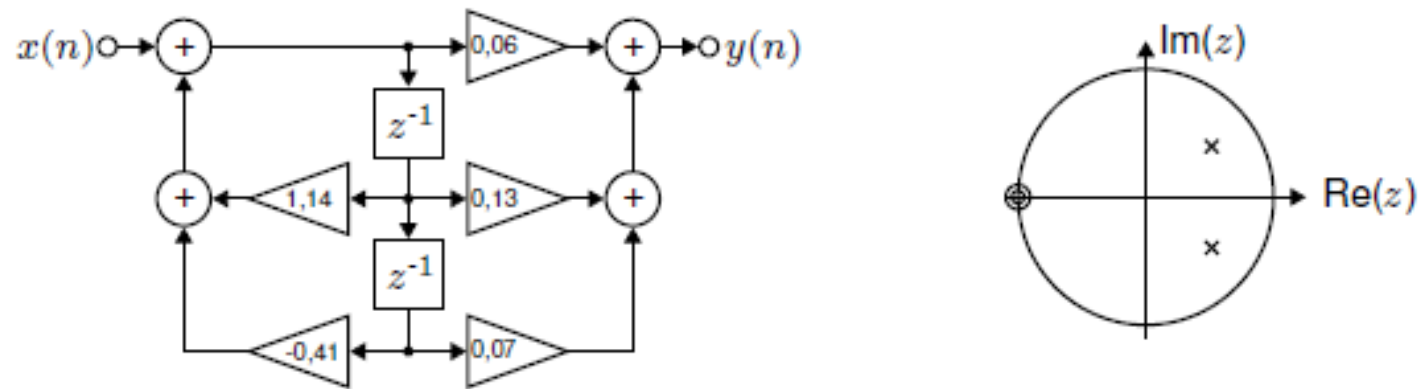 x(n) + 0,06 + y(n)
Im(z)
z⁻¹
+ 1,14 0,13 +
Re(z)
z⁻¹
-0,41 0,07